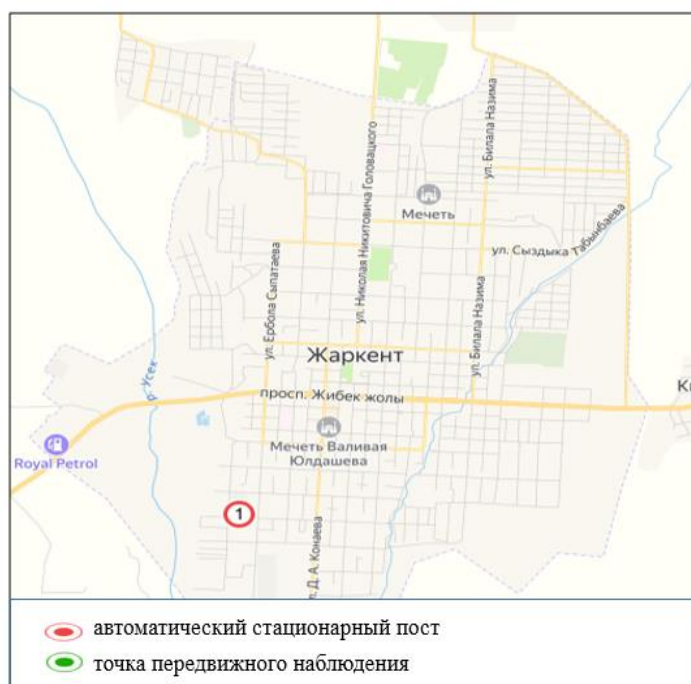 ул. Николая Никитовича Головацкого
ул. Билала Назима
Мечеть
ул. Сыздыка Табынбаева
ул. Ербола Сыпатаева
ул. Билала Назима
Жаркент
р. Усек
просп. Жибек жолы
Royal Petrol
Мечеть Валивая
Юлдашева
1
ул. Д. А. Конаева
автоматический стационарный пост
точка передвижного наблюдения